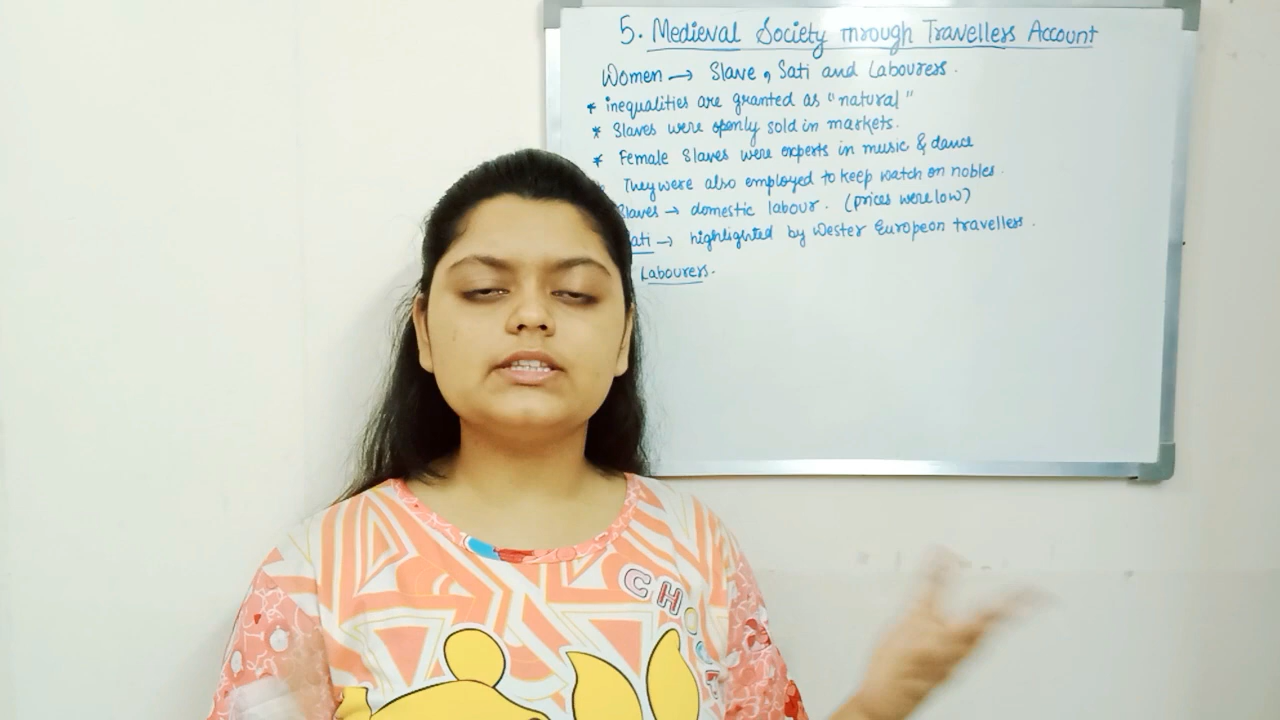 5. Medieval Society through Travellers Account
Women → Slave, Sati and Labourers.
* inequalities are granted as "natural"
* Slaves were openly sold in markets.
* Female Slaves were experts in music & dance
They were also employed to keep watch on nobles.
Slaves → domestic labour. (prices were low)
ati → highlighted by Wester European travellers.
Labourers.
CHO